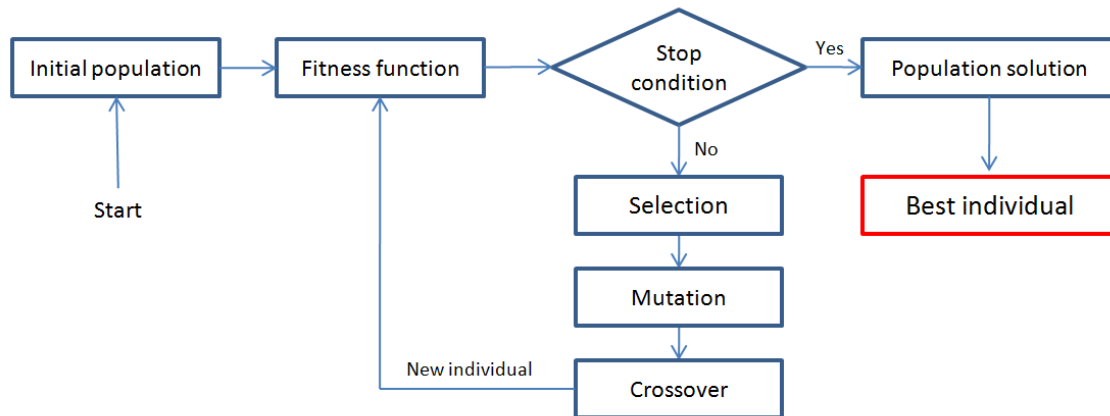 Initial population
Fitness function
Stop
condition
Yes
Population solution
No
Start
Selection
Best individual
Mutation
New individual
Crossover